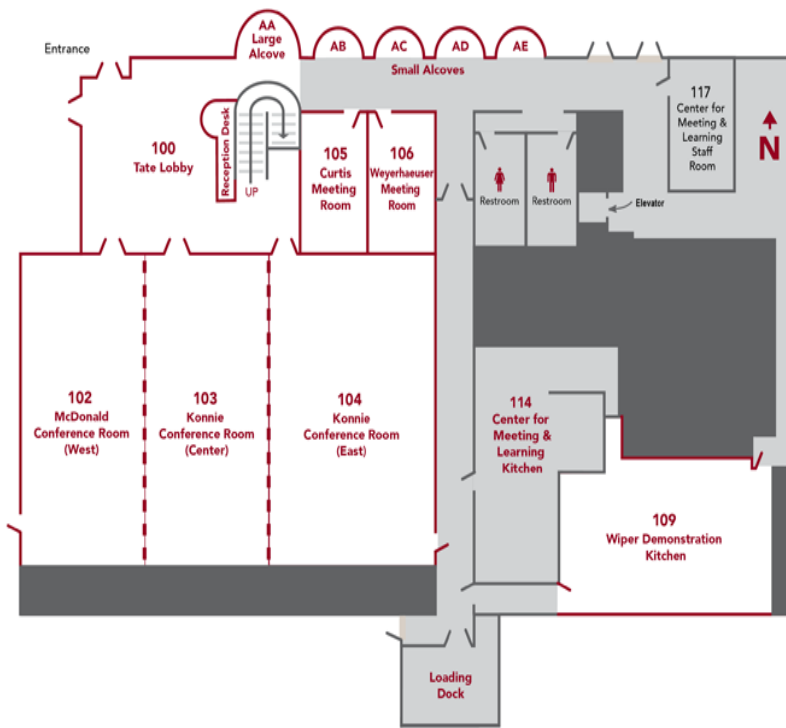 Entrance
AA
Large
Alcove
AB
AC
AD
AE
Small Alcoves
100
Tate Lobby
Reception Desk
UP
105
Curtis
Meeting
Room
106
Weyerhaeuser
Meeting
Room
Restroom
Restroom
Elevator
117
Center for
Meeting &
Learning
Staff
Room
N
102
McDonald
Conference Room
(West)
103
Konnie
Conference Room
(Center)
104
Konnie
Conference Room
(East)
114
Center for
Meeting &
Learning
Kitchen
109
Wiper Demonstration
Kitchen
Loading
Dock